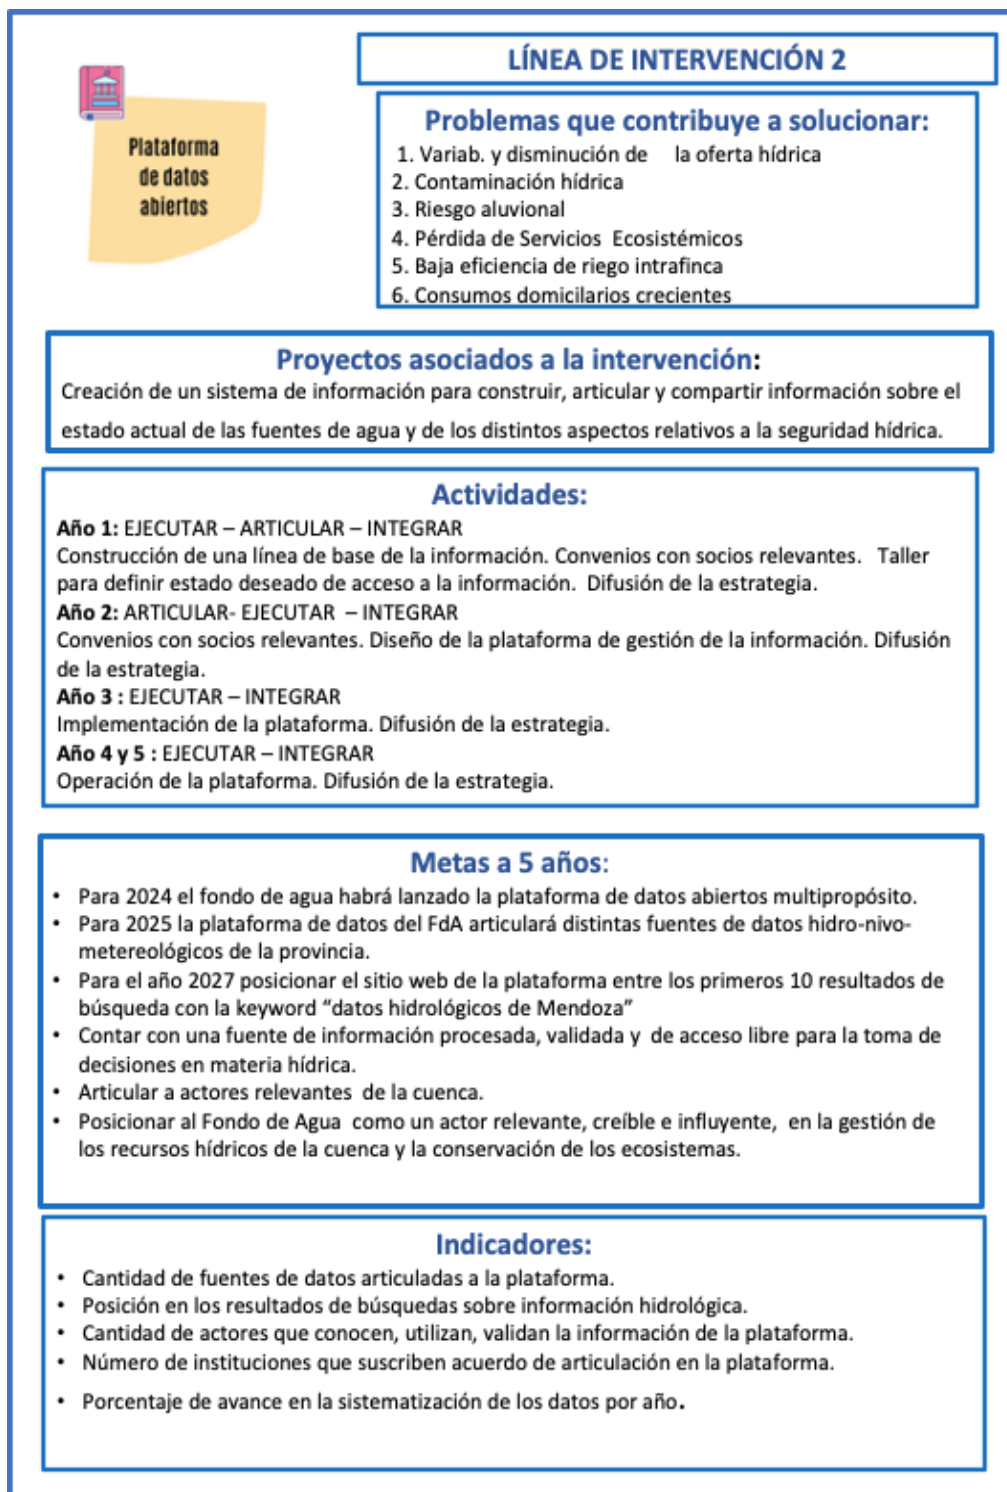 LÍNEA DE INTERVENCIÓN 2
Plataforma
de datos
abiertos
Problemas que contribuye a solucionar:
1. Variab. y disminución de la oferta hídrica
2. Contaminación hídrica
3. Riesgo aluvional
4. Pérdida de Servicios Ecosistémicos
5. Baja eficiencia de riego intrafinca
6. Consumos domicilarios crecientes
Proyectos asociados a la intervención:
Creación de un sistema de información para construir, articular y compartir información sobre el
estado actual de las fuentes de agua y de los distintos aspectos relativos a la seguridad hídrica.
Actividades:
Año 1: EJECUTAR – ARTICULAR – INTEGRAR
Construcción de una línea de base de la información. Convenios con socios relevantes. Taller
para definir estado deseado de acceso a la información. Difusión de la estrategia.
Año 2: ARTICULAR- EJECUTAR – INTEGRAR
Convenios con socios relevantes. Diseño de la plataforma de gestión de la información. Difusión
de la estrategia.
Año 3 : EJECUTAR – INTEGRAR
Implementación de la plataforma. Difusión de la estrategia.
Año 4 y 5 : EJECUTAR – INTEGRAR
Operación de la plataforma. Difusión de la estrategia.
Metas a 5 años:
• Para 2024 el fondo de agua habrá lanzado la plataforma de datos abiertos multipropósito.
• Para 2025 la plataforma de datos del FdA articulará distintas fuentes de datos hidro-nivo-
metereológicos de la provincia.
• Para el año 2027 posicionar el sitio web de la plataforma entre los primeros 10 resultados de
búsqueda con la keyword “datos hidrológicos de Mendoza”
• Contar con una fuente de información procesada, validada y de acceso libre para la toma de
decisiones en materia hídrica.
• Articular a actores relevantes de la cuenca.
• Posicionar al Fondo de Agua como un actor relevante, creíble e influyente, en la gestión de
los recursos hídricos de la cuenca y la conservación de los ecosistemas.
Indicadores:
• Cantidad de fuentes de datos articuladas a la plataforma.
• Posición en los resultados de búsquedas sobre información hidrológica.
• Cantidad de actores que conocen, utilizan, validan la información de la plataforma.
• Número de instituciones que suscriben acuerdo de articulación en la plataforma.
• Porcentaje de avance en la sistematización de los datos por año.